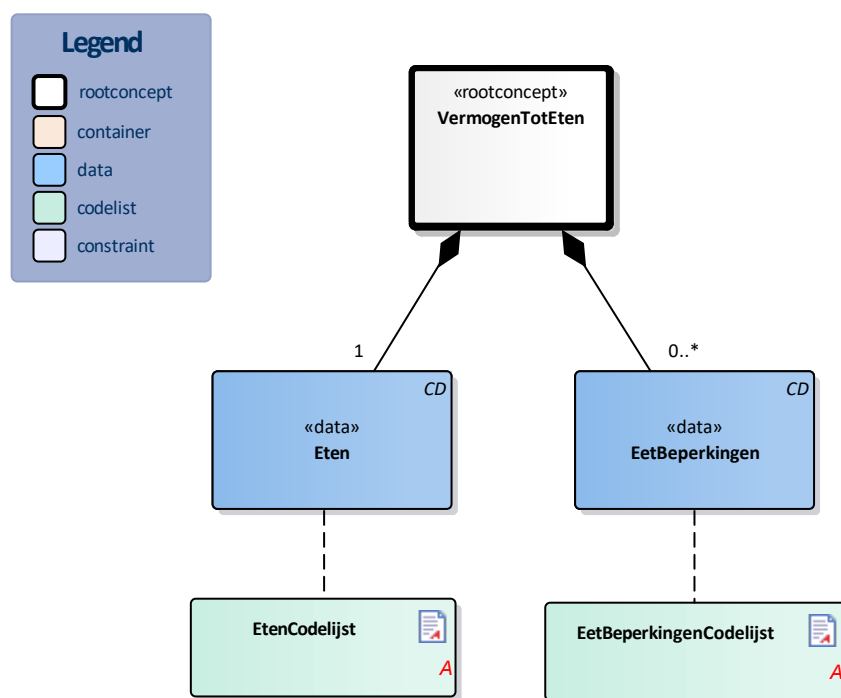 Legend
rootconcept
container
data
codelist
constraint
«rootconcept»
VermogenTotEten
1
0..*
CD
«data»
Eten
CD
«data»
EetBeperkingen
EtenCodelijst
A
EetBeperkingenCodelijst
A